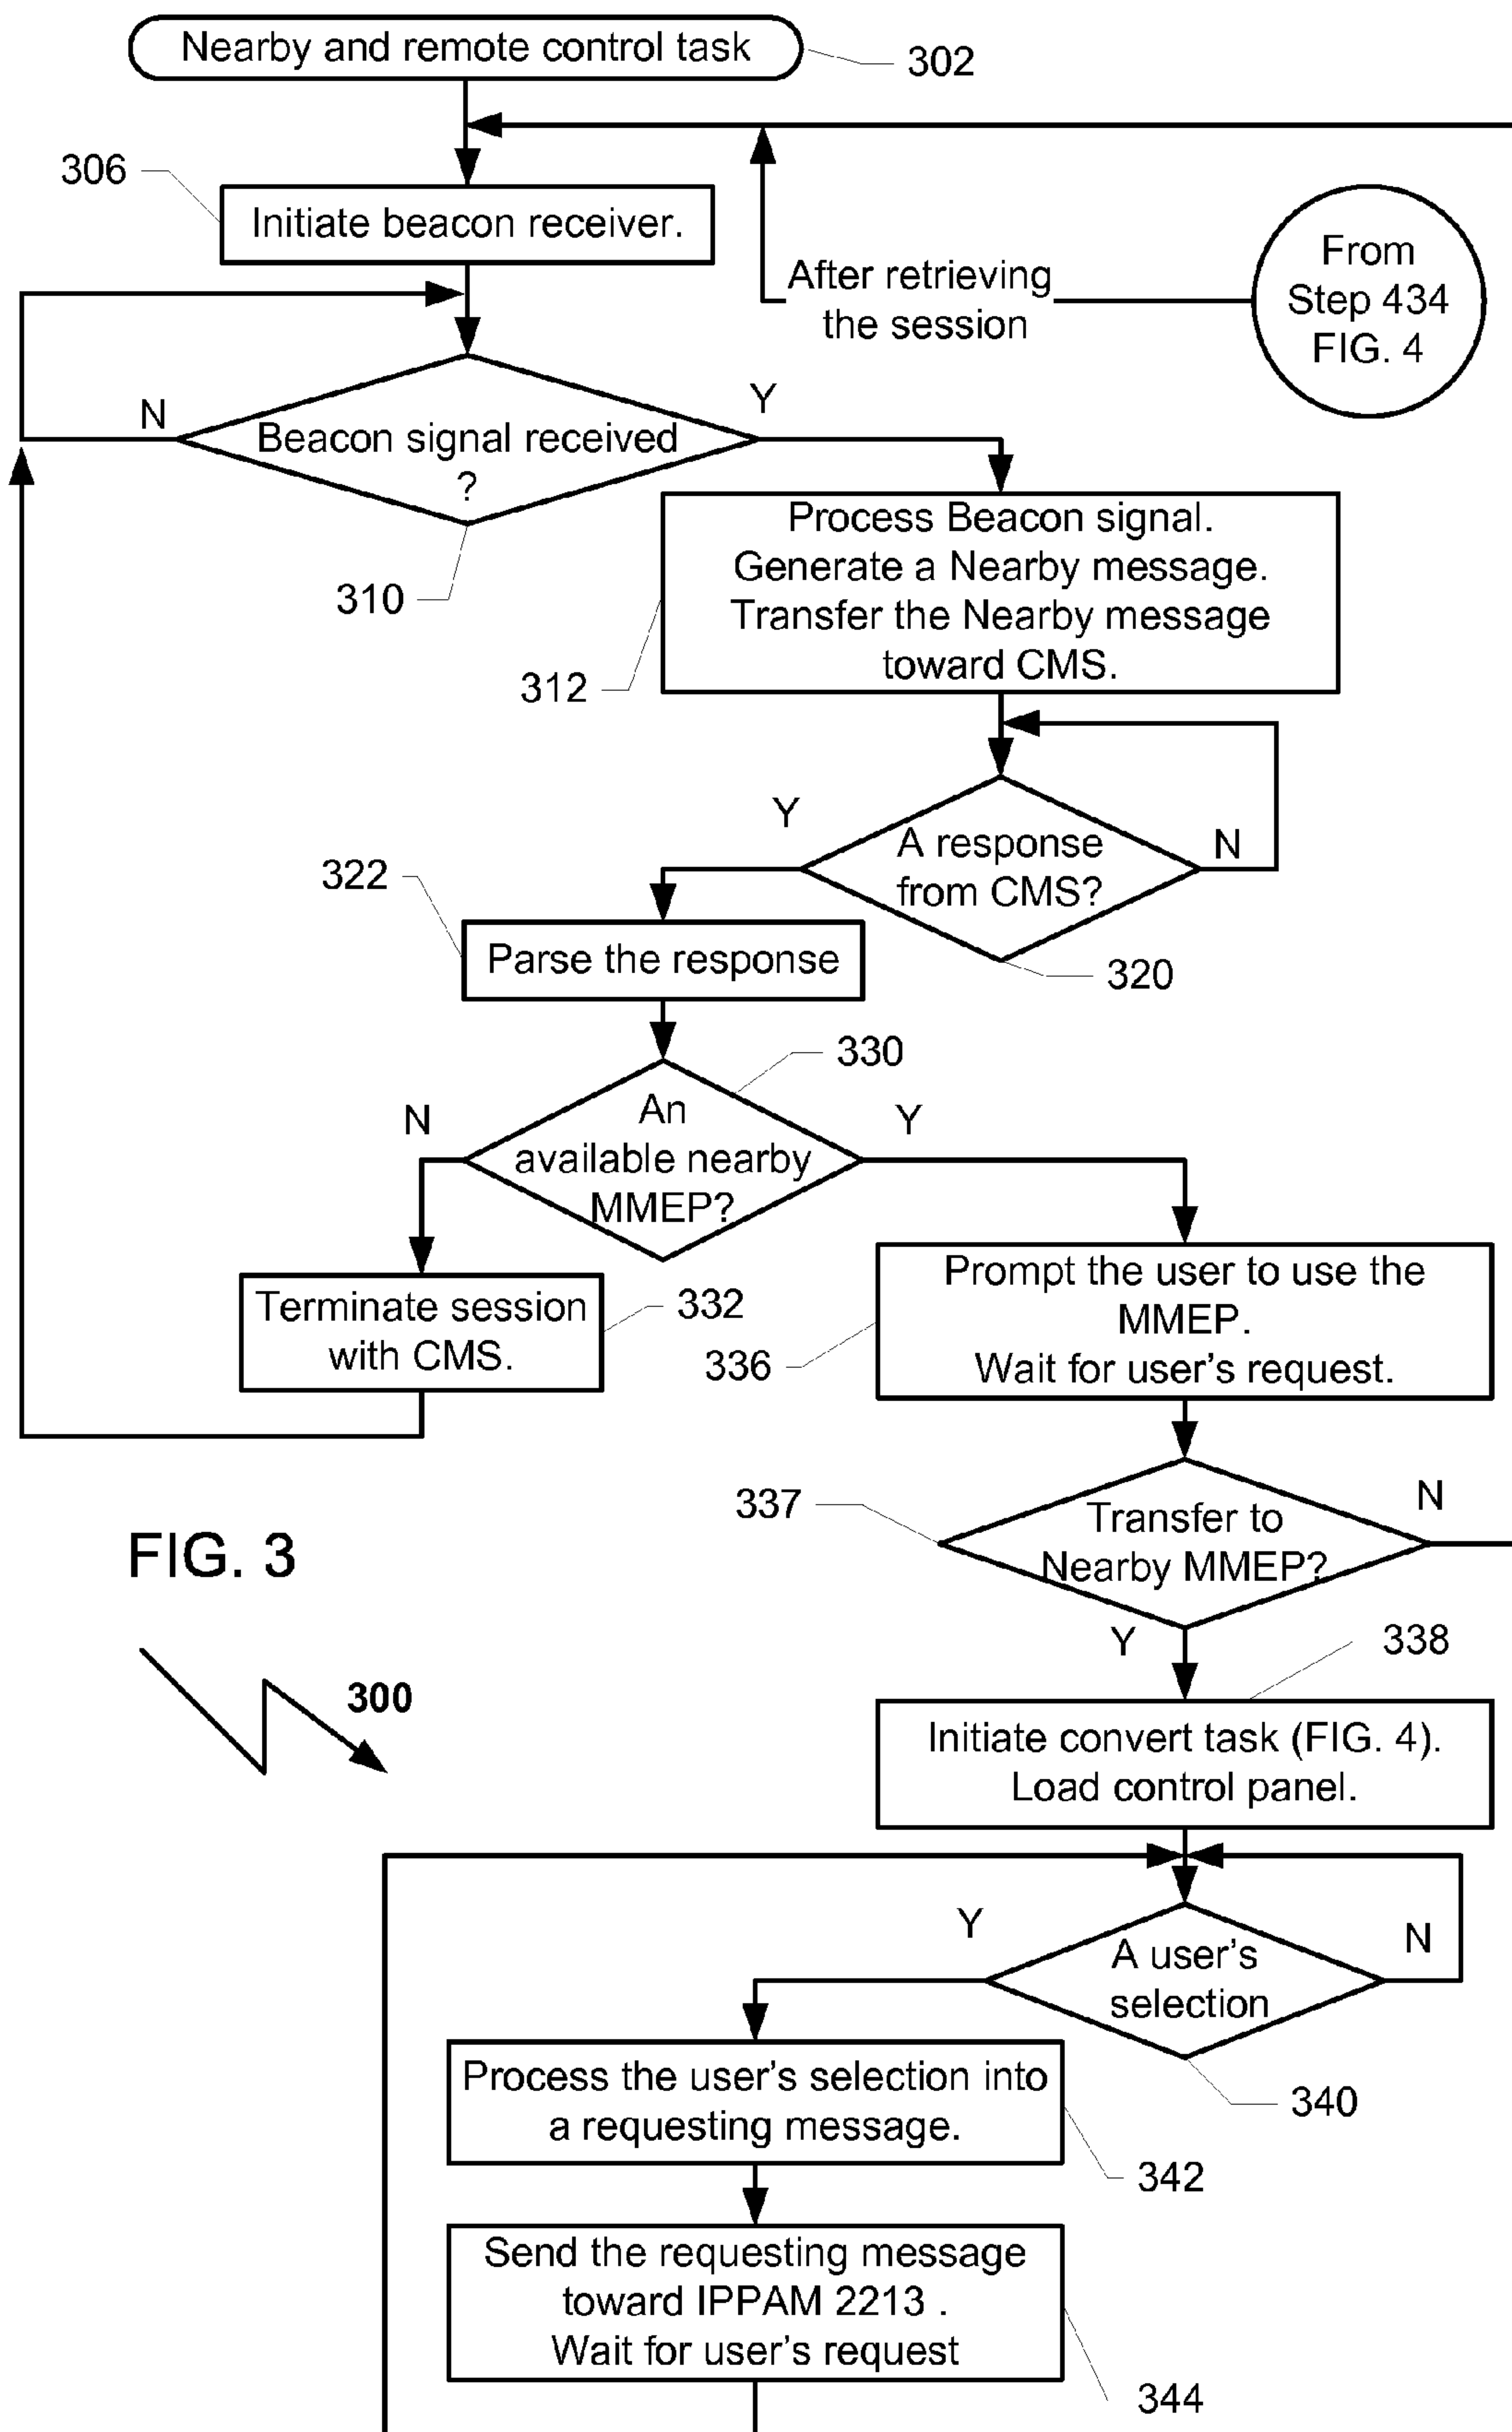 Nearby and remote control task
302
306
Initiate beacon receiver.
After retrieving
the session
From
Step 434
FIG. 4
N
Y
Beacon signal received
?
310
Process Beacon signal.
Generate a Nearby message.
Transfer the Nearby message
toward CMS.
312
Y
N
A response
from CMS?
320
322
Parse the response
330
N
Y
An
available nearby
MMEP?
Terminate session
with CMS.
332
Prompt the user to use the
MMEP.
Wait for user's request.
336
337
N
Transfer to
Nearby MMEP?
Y
FIG. 3
300
338
Initiate convert task (FIG. 4).
Load control panel.
Y
N
A user's
selection
340
Process the user's selection into
a requesting message.
342
Send the requesting message
toward IPPAM 2213 .
Wait for user's request
344